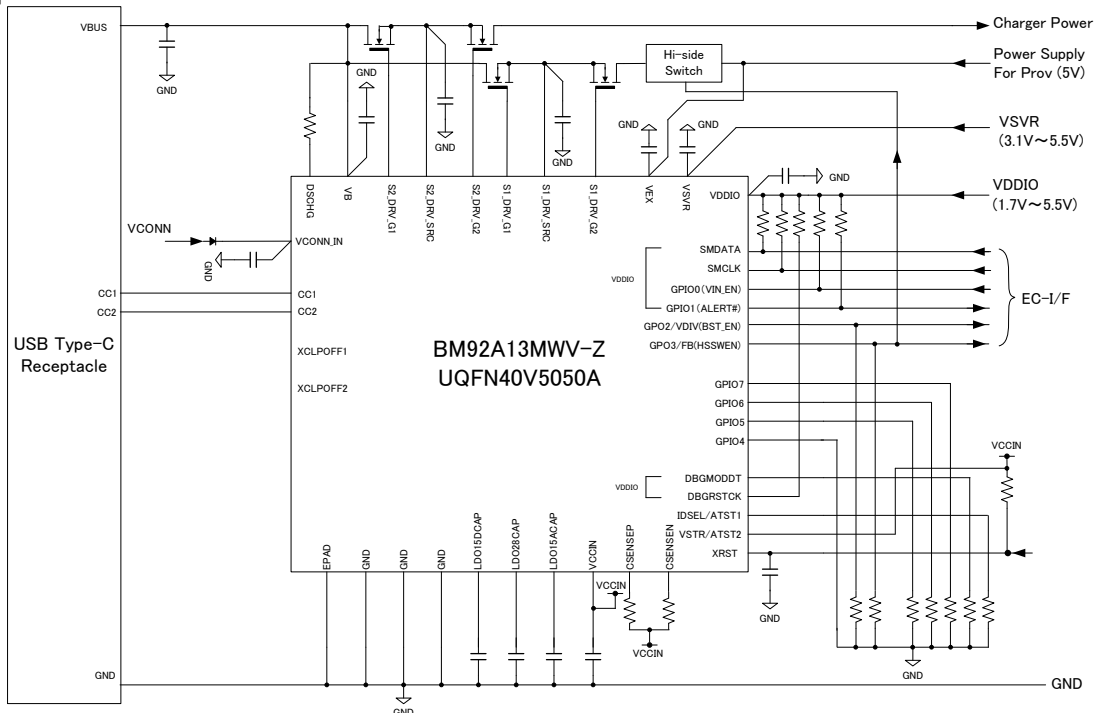 VBUS
Charger Power
Hi-side
Switch
Power Supply
For Prov (5V)
GND
GND
GND
GND
GND
GND
VSVR
(3.1V～5.5V)
GND
VDDIO
(1.7V～5.5V)
DSCHG
VB
S2_DRV_G1
S2_DRV_SRC
S2_DRV_G2
S1_DRV_G1
S1_DRV_SRC
S1_DRV_G2
VEX
VSVR
VDDIO
VCONN
VCONN_IN
GND
SMDATA
SMCLK
VDDIO
GPIO0(VIN_EN)
GPIO1(ALERT#)
GPO2/VDIV(BST_EN)
GPO3/FB(HSSWEN)
EC-I/F
CC1
CC2
CC1
CC2
USB Type-C
Receptacle
XCLPOFF1
XCLPOFF2
BM92A13MWV-Z
UQFN40V5050A
GPIO7
GPIO6
GPIO5
GPIO4
VCCIN
VDDIO
DBGMODDT
DBGRSTCK
IDSEL/ATST1
VSTR/ATST2
XRST
EPAD
GND
GND
GND
LDO15DCAP
LDO28CAP
LDO15ACAP
VCCIN
CSENSEP
CSENSEN
VCCIN
VCCIN
GND
GND
GND
GND
GND